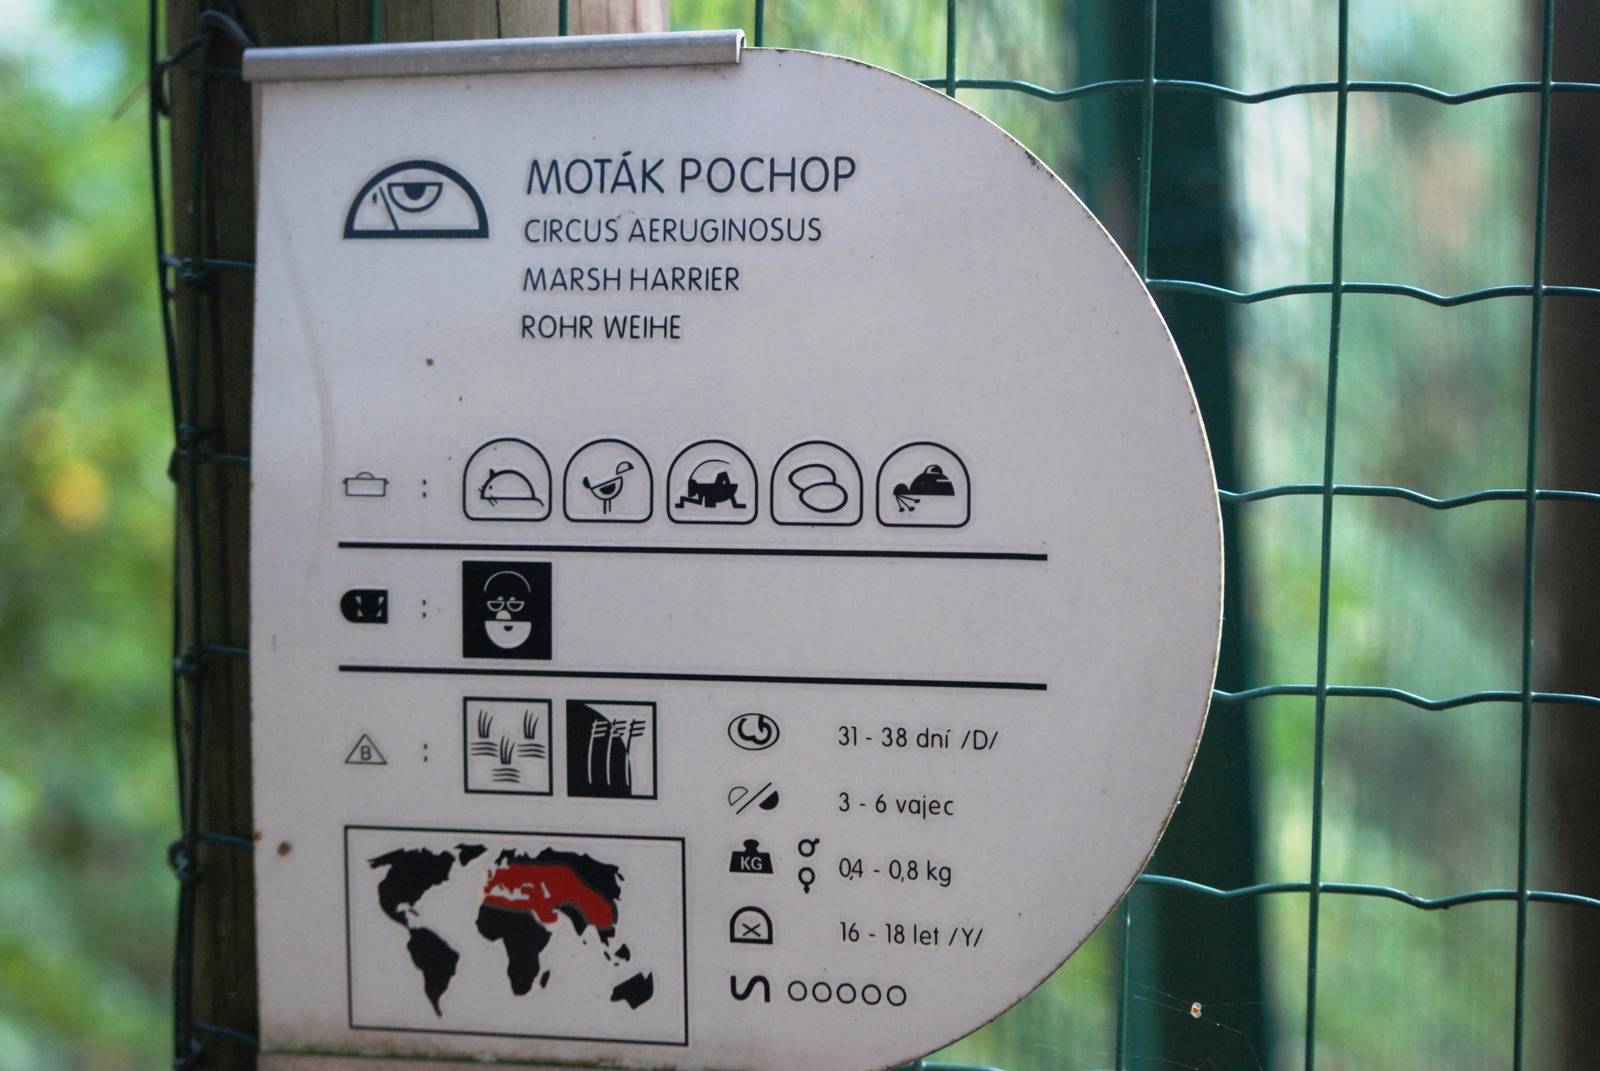 MOTÁK POCHOP
CIRCUS AERUGINOSUS
MARSH HARRIER
ROHR WEIHE
:
:
B :
31 - 38 dní /D/
3 - 6 vajec
KG ♂ ♀ 0,4 - 0,8 kg
16 - 18 let /Y/
OOOOO